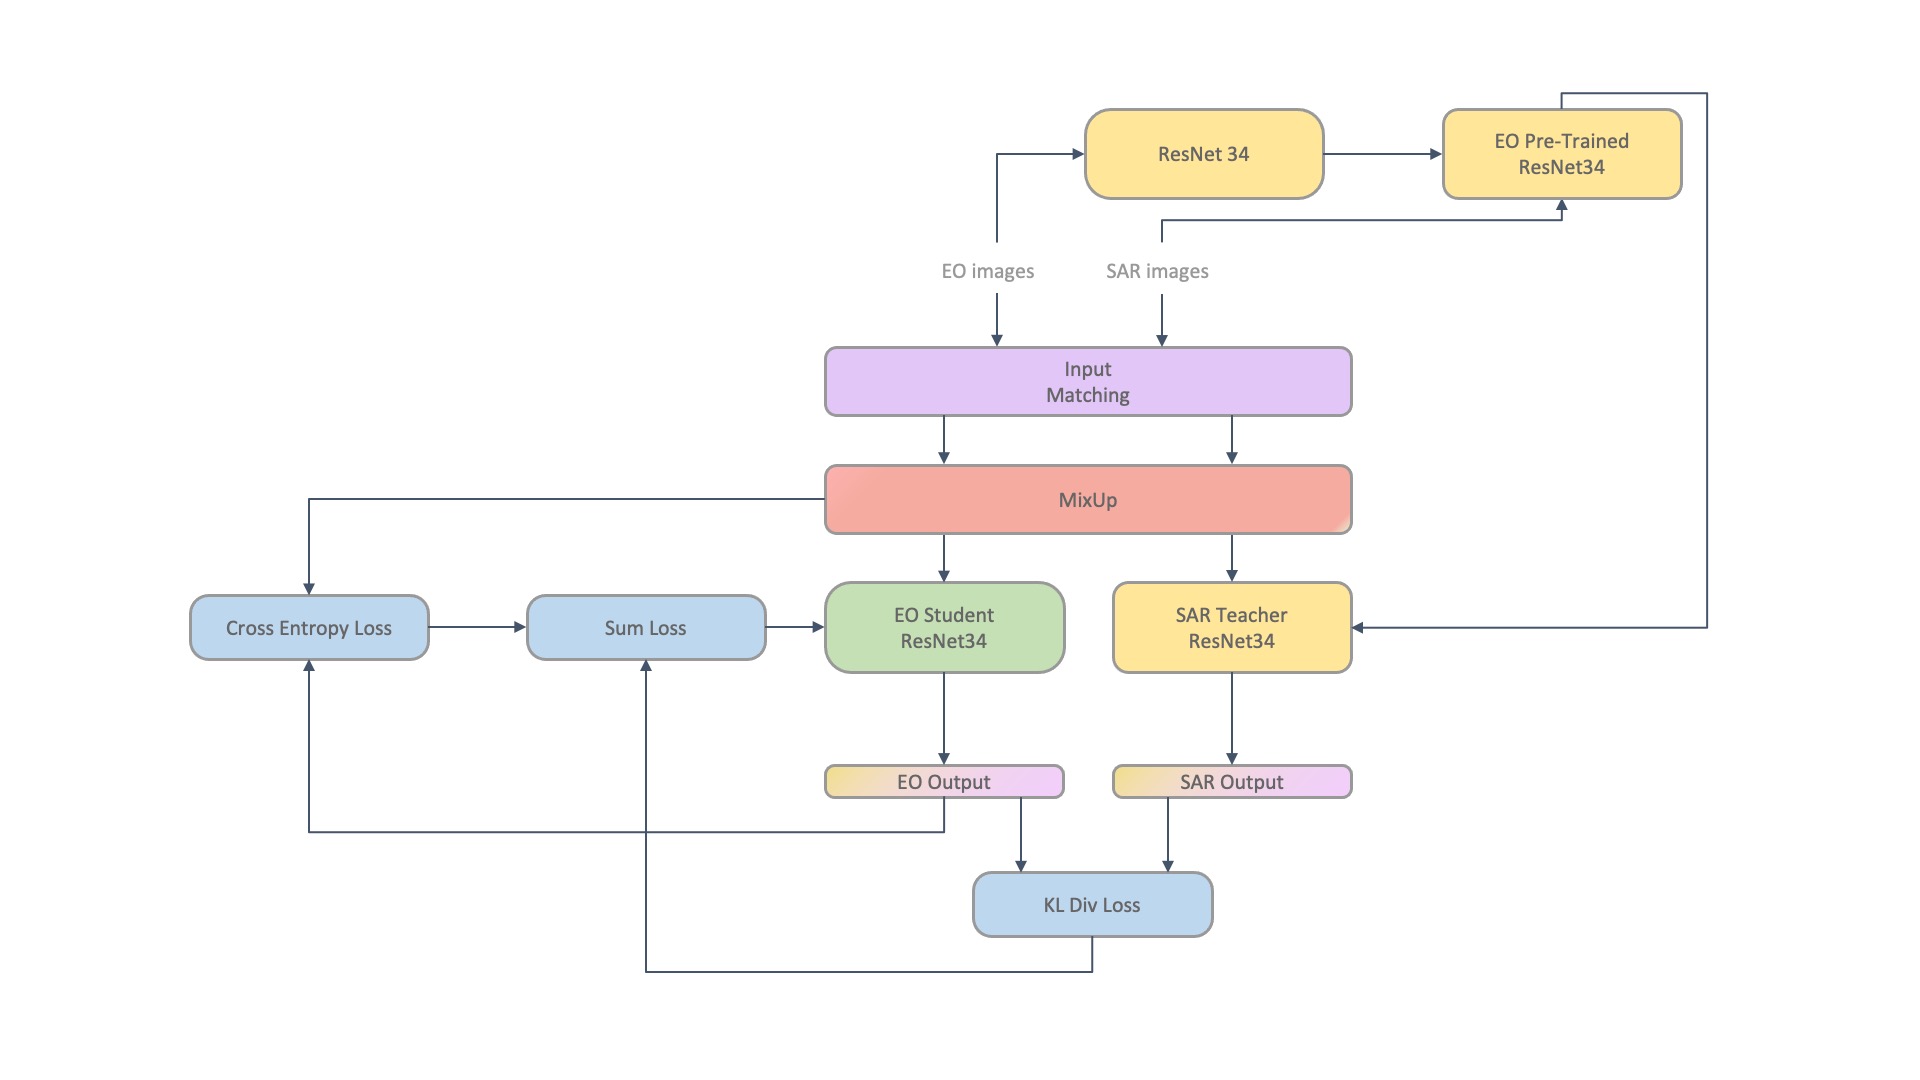 ResNet 34
EO Pre-Trained
ResNet34
EO images
SAR images
Input
Matching
MixUp
Cross Entropy Loss
Sum Loss
EO Student
ResNet34
SAR Teacher
ResNet34
EO Output
SAR Output
KL Div Loss